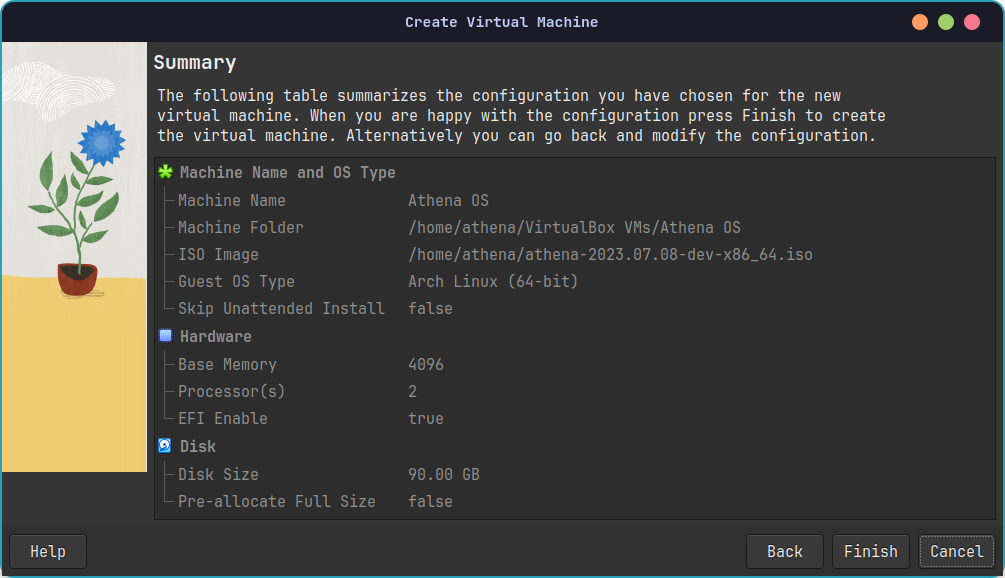 Create Virtual Machine
Summary
The following table summarizes the configuration you have chosen for the new
virtual machine. When you are happy with the configuration press Finish to create
the virtual machine. Alternatively you can go back and modify the configuration.
Machine Name and OS Type
Machine Name Athena OS
Machine Folder /home/athena/VirtualBox VMs/Athena OS
ISO Image /home/athena/athena-2023.07.08-dev-x86_64.iso
Guest OS Type Arch Linux (64-bit)
Skip Unattended Install false
Hardware
Base Memory 4096
Processor(s) 2
EFI Enable true
Disk
Disk Size 90.00 GB
Pre-allocate Full Size false
Help Back Finish Cancel